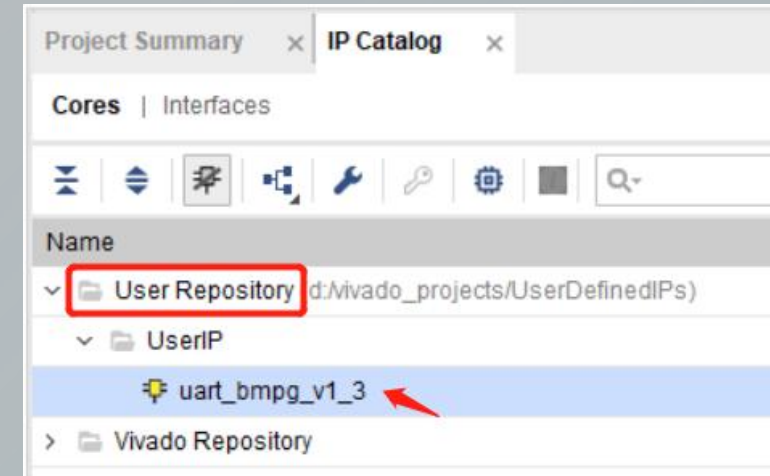 Project Summary × IP Catalog ×
Cores | Interfaces
Q
Name
User Repository d:/vivado_projects/UserDefinedIPs)
UserIP
uart_bmpg_v1_3
Vivado Repository